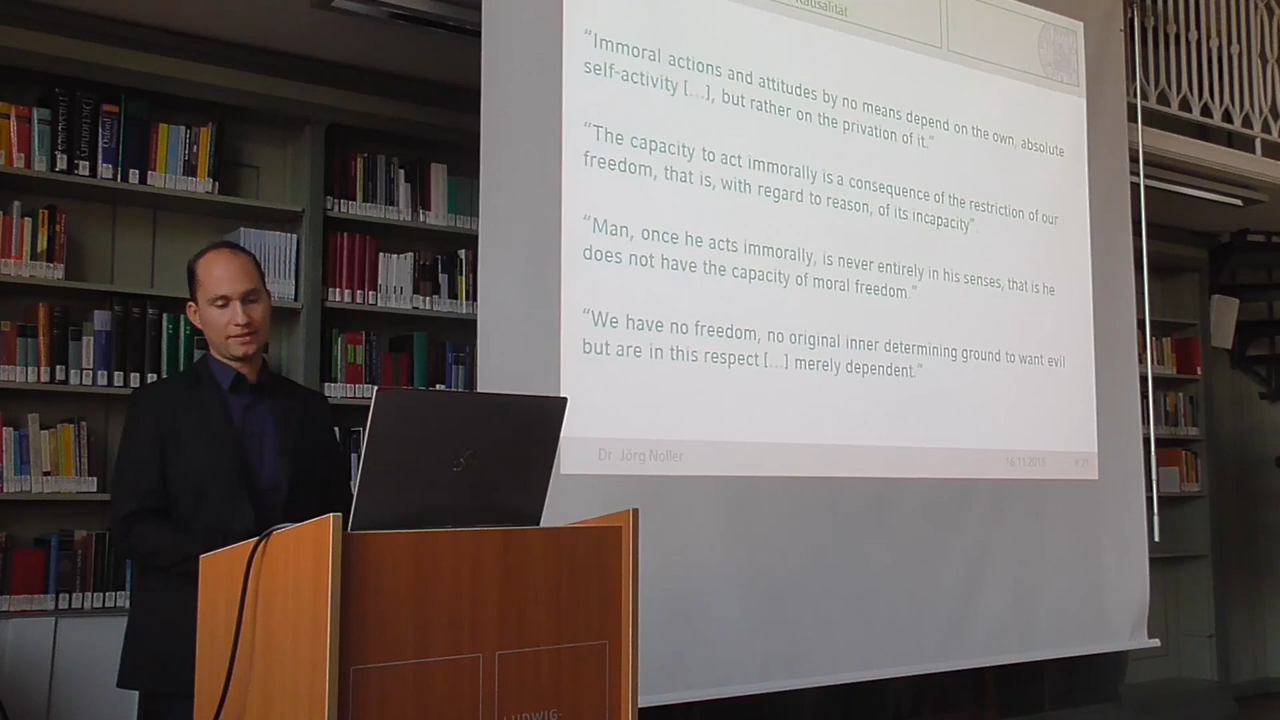 Kausalität
“Immoral actions and attitudes by no means depend on the own, absolute
self-activity […], but rather on the privation of it.”
“The capacity to act immorally is a consequence of the restriction of our
freedom, that is, with regard to reason, of its incapacity”
“Man, once he acts immorally, is never entirely in his senses, that is he
does not have the capacity of moral freedom.”
“We have no freedom, no original inner determining ground to want evil
but are in this respect […] merely dependent.”
Dr. Jörg Noller
# 21
Thesaurus
Dictionary
Oxford
LUDWIG-